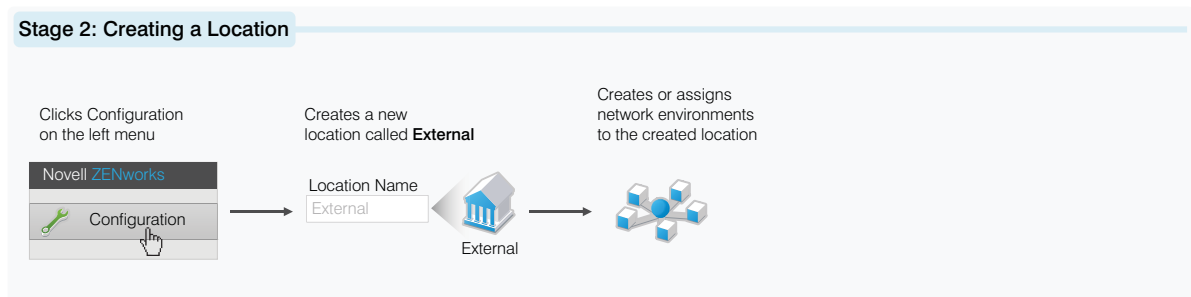 Stage 2: Creating a Location
Clicks Configuration
on the left menu
Novell ZENworks
Configuration
Creates a new
location called External
Location Name
External
External
Creates or assigns
network environments
to the created location